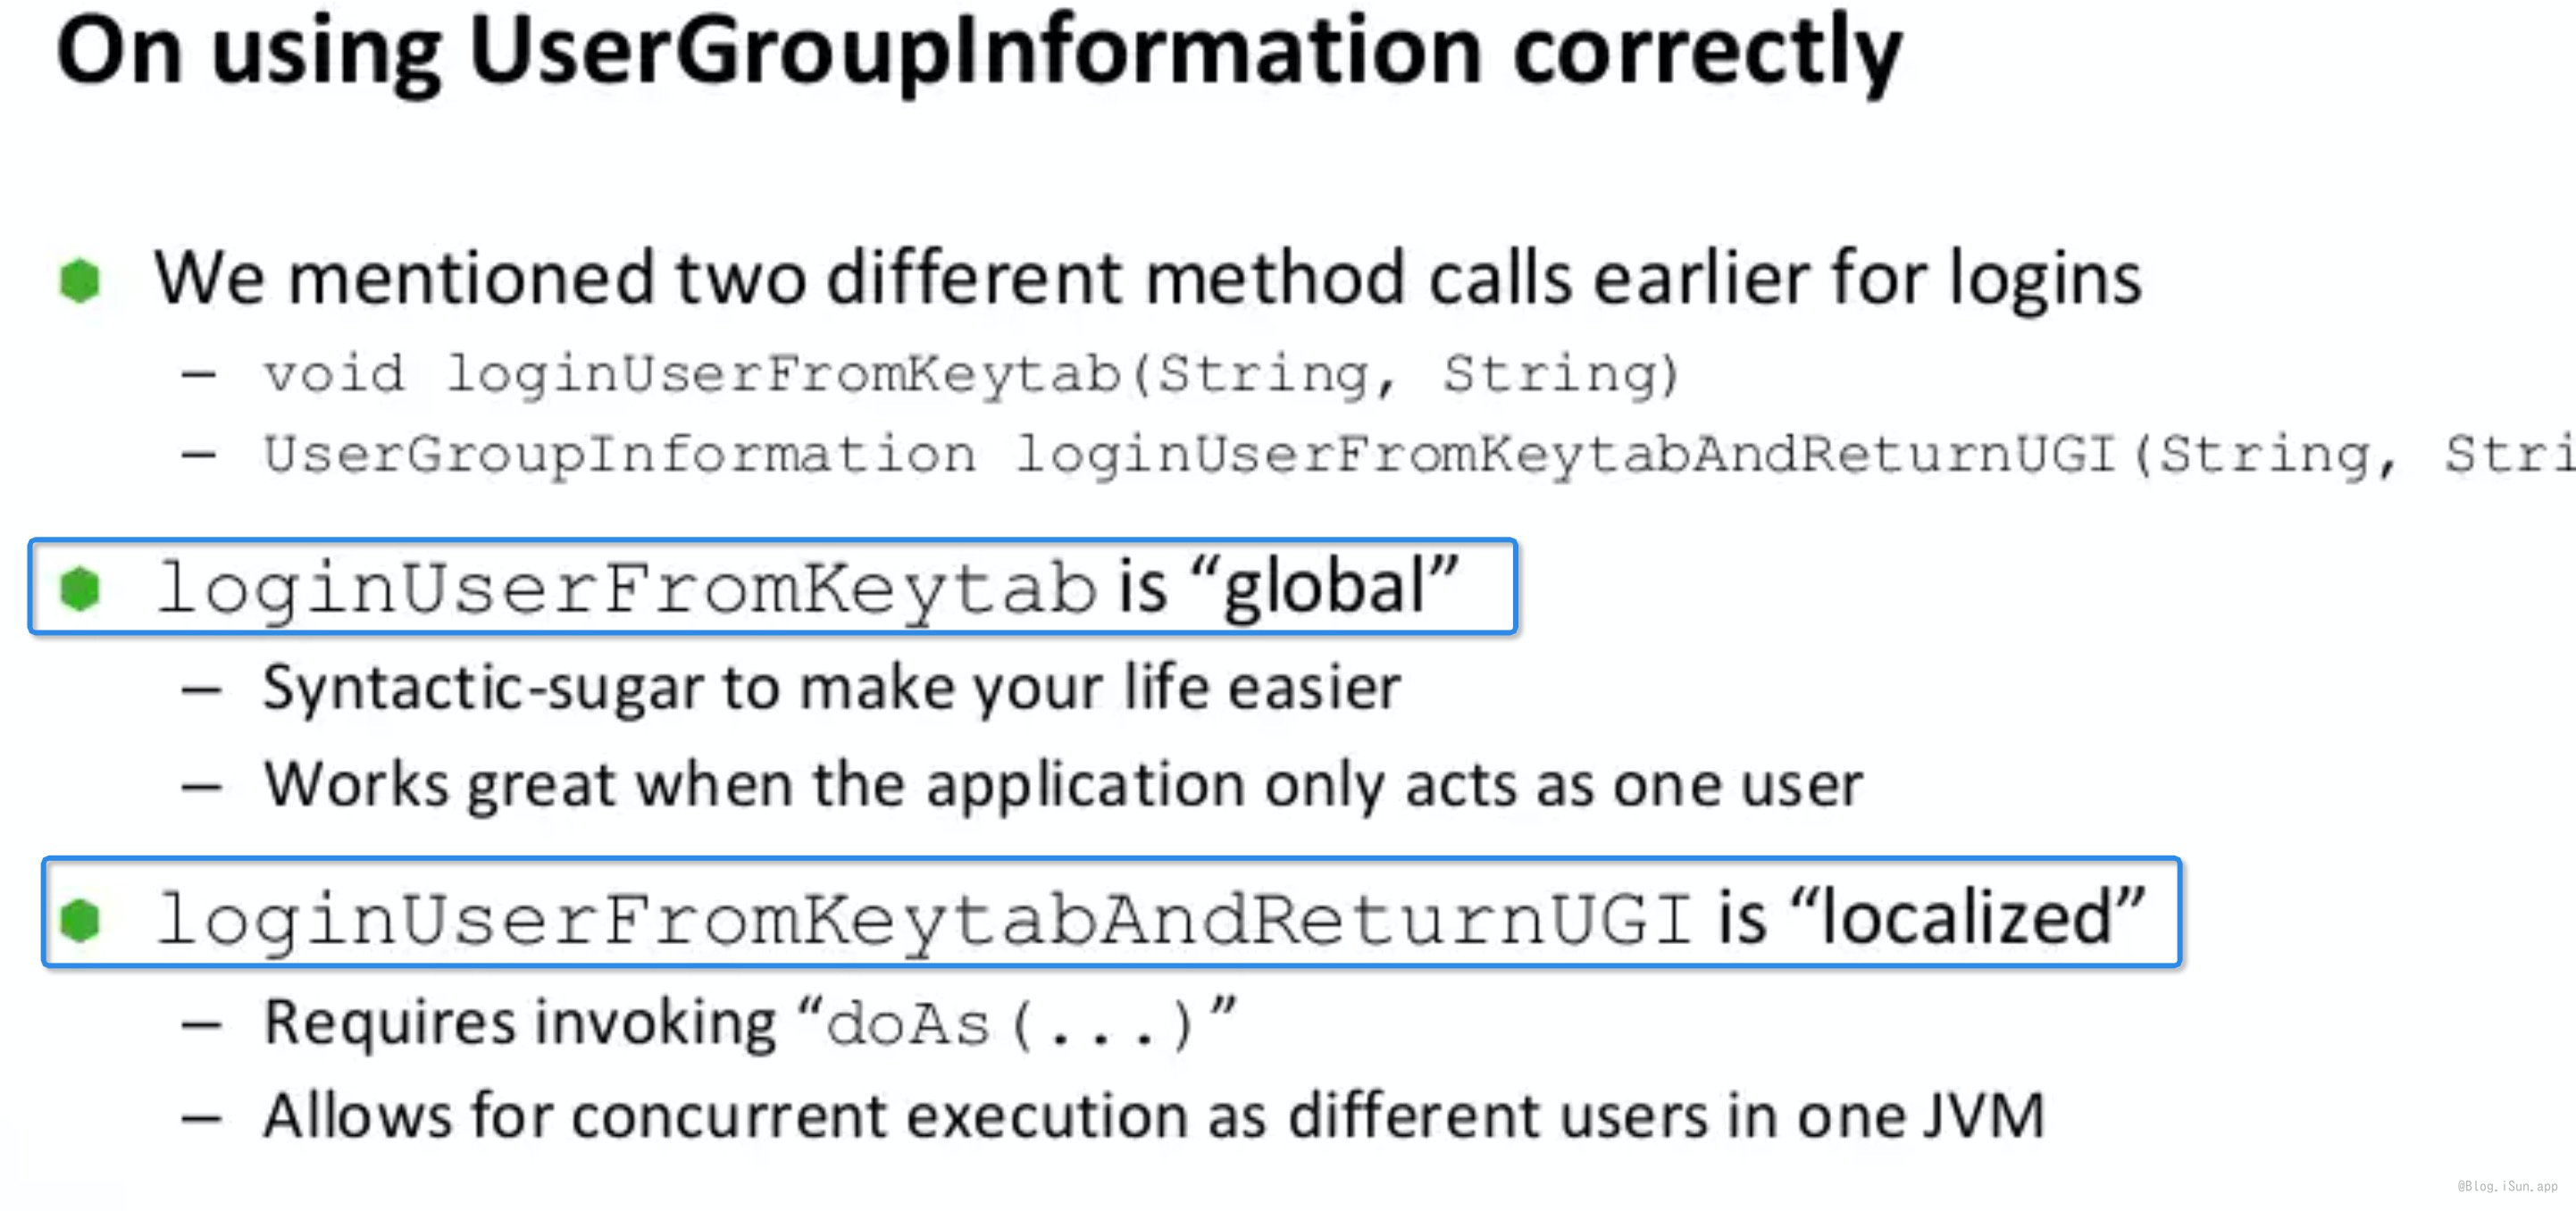 On using UserGroupInformation correctly
We mentioned two different method calls earlier for logins
– void loginUserFromKeytab(String, String)
– UserGroupInformation loginUserFromKeytabAndReturnUGI(String, Stri
loginUserFromKeytab is “global”
– Syntactic-sugar to make your life easier
– Works great when the application only acts as one user
loginUserFromKeytabAndReturnUGI is “localized”
– Requires invoking “doAs(...)”
– Allows for concurrent execution as different users in one JVM
@Blog.iSun.app